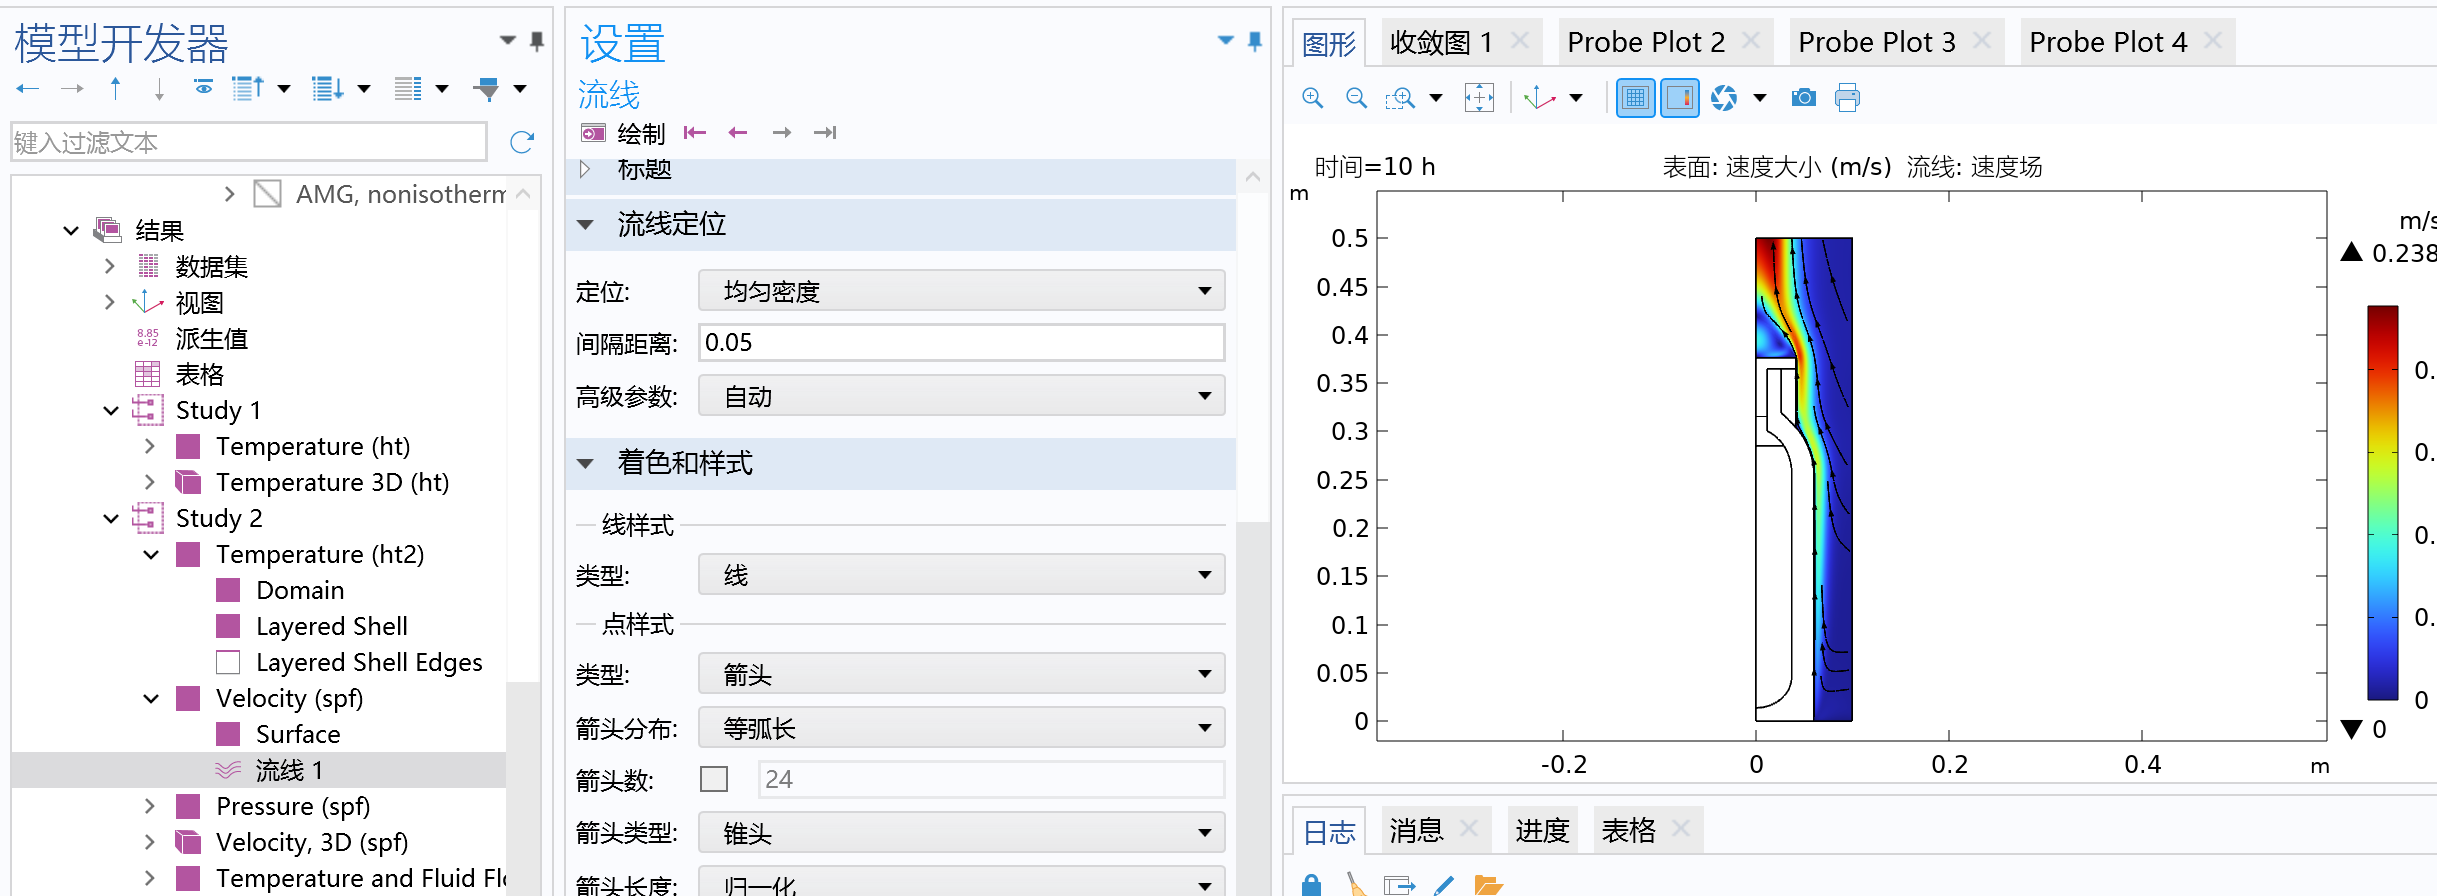 模型开发器
键入过滤文本
AMG, nonisotherm
结果
数据集
视图
8.85
e-12
派生值
表格
Study 1
Temperature (ht)
Temperature 3D (ht)
Study 2
Temperature (ht2)
Domain
Layered Shell
Layered Shell Edges
Velocity (spf)
Surface
流线 1
Pressure (spf)
Velocity, 3D (spf)
Temperature and Fluid Fl
设置
流线
绘制
标题
流线定位
定位: 均匀密度
间隔距离: 0.05
高级参数: 自动
着色和样式
线样式
类型: 线
点样式
类型: 箭头
箭头分布: 等弧长
箭头数: 24
箭头类型: 锥头
箭头长度: 归一化
图形 收敛图 1 Probe Plot 2 Probe Plot 3 Probe Plot 4
时间=10 h 表面: 速度大小 (m/s) 流线: 速度场
m
m/s
0.238
0.5
0.45
0.4
0.35
0.3
0.25
0.2
0.15
0.1
0.05
0
-0.2 0 0.2 0.4 m
0.
0.
0.
0.
0
0
日志 消息 进度 表格